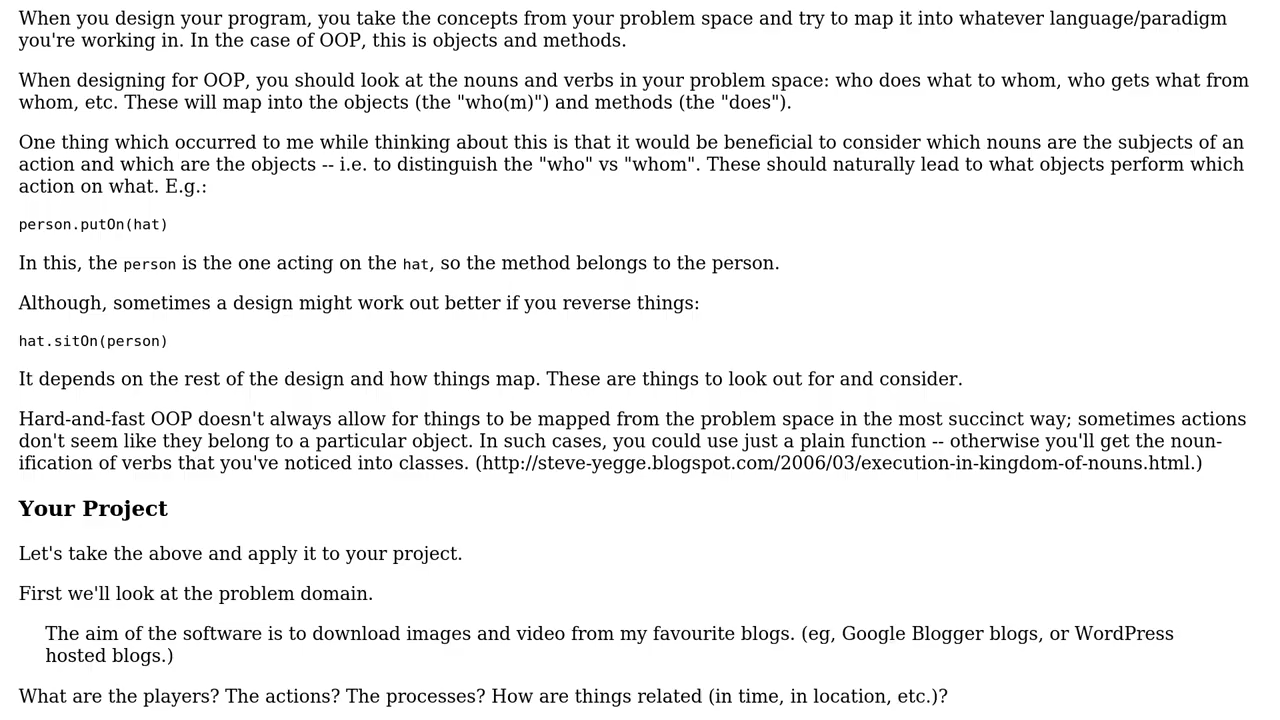 When you design your program, you take the concepts from your problem space and try to map it into whatever language/paradigm
you're working in. In the case of OOP, this is objects and methods.
When designing for OOP, you should look at the nouns and verbs in your problem space: who does what to whom, who gets what from
whom, etc. These will map into the objects (the "who(m)") and methods (the "does").
One thing which occurred to me while thinking about this is that it would be beneficial to consider which nouns are the subjects of an
action and which are the objects -- i.e. to distinguish the "who" vs "whom". These should naturally lead to what objects perform which
action on what. E.g.:
person.putOn(hat)
In this, the person is the one acting on the hat, so the method belongs to the person.
Although, sometimes a design might work out better if you reverse things:
hat.sitOn(person)
It depends on the rest of the design and how things map. These are things to look out for and consider.
Hard-and-fast OOP doesn't always allow for things to be mapped from the problem space in the most succinct way; sometimes actions
don't seem like they belong to a particular object. In such cases, you could use just a plain function -- otherwise you'll get the noun-
ification of verbs that you've noticed into classes. (http://steve-yegge.blogspot.com/2006/03/execution-in-kingdom-of-nouns.html.)
Your Project
Let's take the above and apply it to your project.
First we'll look at the problem domain.
The aim of the software is to download images and video from my favourite blogs. (eg, Google Blogger blogs, or WordPress
hosted blogs.)
What are the players? The actions? The processes? How are things related (in time, in location, etc.)?